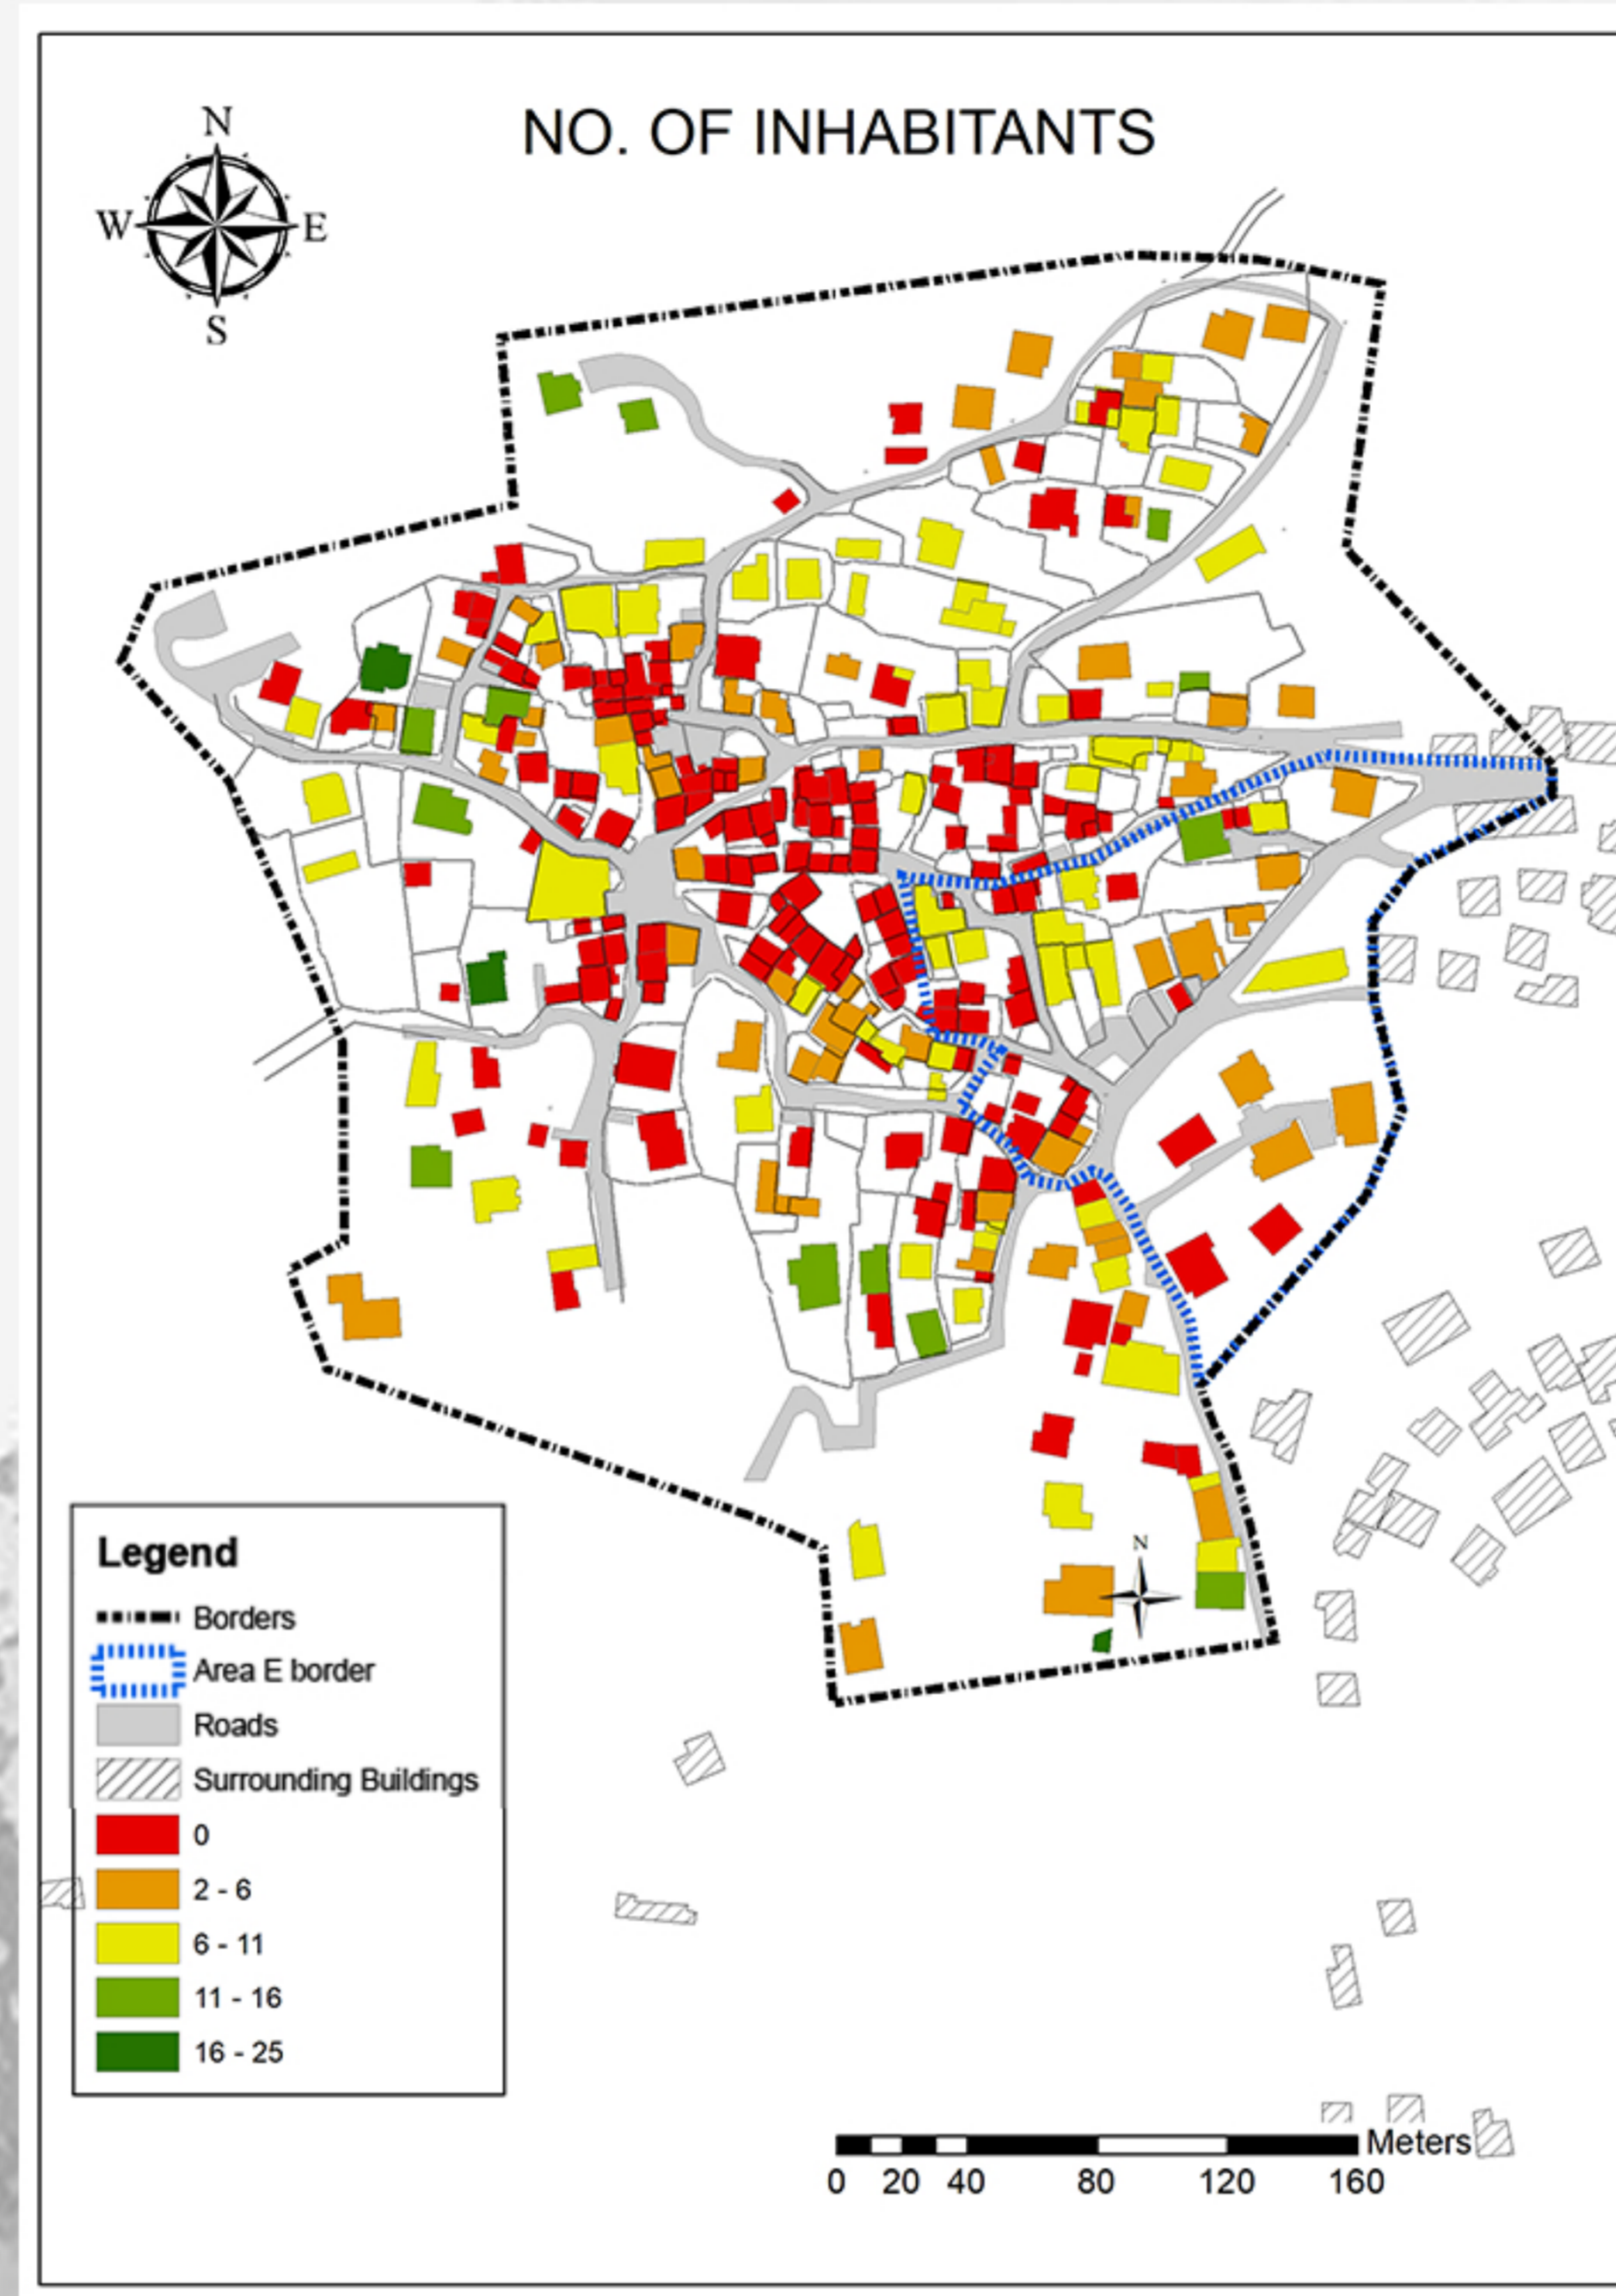 NO. OF INHABITANTS
N
W E
S
N
Legend
Borders
Area E border
Roads
Surrounding Buildings
0
2 - 6
6 - 11
11 - 16
16 - 25
Meters
0 20 40 80 120 160